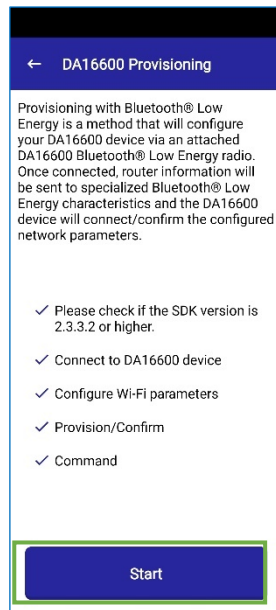 ← DA16600 Provisioning
Provisioning with Bluetooth® Low
Energy is a method that will configure
your DA16600 device via an attached
DA16600 Bluetooth® Low Energy radio.
Once connected, router information will
be sent to specialized Bluetooth® Low
Energy characteristics and the DA16600
device will connect/confirm the configured
network parameters.
✓ Please check if the SDK version is
2.3.3.2 or higher.
✓ Connect to DA16600 device
✓ Configure Wi-Fi parameters
✓ Provision/Confirm
✓ Command
Start